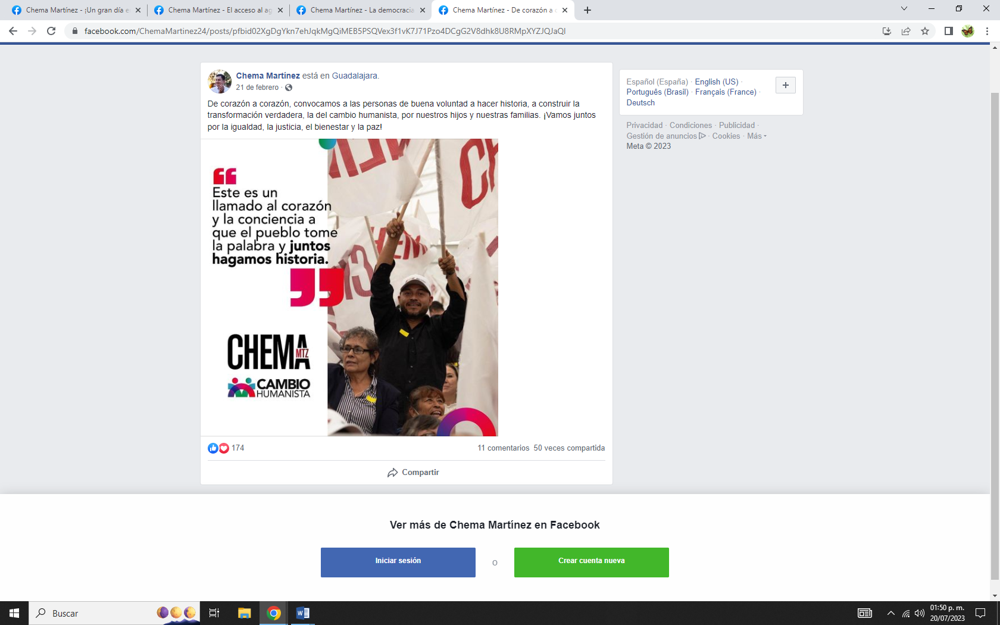 Chema Martínez - ¡Un gran día e
Chema Martínez - El acceso al ag
Chema Martínez - La democracia
Chema Martínez - De corazón a c
facebook.com/ChemaMartinez24/posts/pfbid02XgDgYkn7ehJqkMgQiMEB5PSQVex3f1vK7J71Pzo4DCgG2V8dhk8U8RMpXYZJQJaQl
Chema Martínez está en Guadalajara.
21 de febrero ·
De corazón a corazón, convocamos a las personas de buena voluntad a hacer historia, a construir la
transformación verdadera, la del cambio humanista, por nuestros hijos y nuestras familias. ¡Vamos juntos
por la igualdad, la justicia, el bienestar y la paz!
Este es un
llamado al corazón
y la conciencia a
que el pueblo tome
la palabra y juntos
hagamos historia.
CHEMA
MTZ
CAMBIO
HUMANISTA
174
11 comentarios 50 veces compartida
Compartir
Español (España) · English (US) ·
Português (Brasil) · Français (France) ·
Deutsch
Privacidad · Condiciones · Publicidad ·
Gestión de anuncios · Cookies · Más
Meta © 2023
Ver más de Chema Martínez en Facebook
Iniciar sesión
o
Crear cuenta nueva
Buscar
01:50 p. m.
20/07/2023